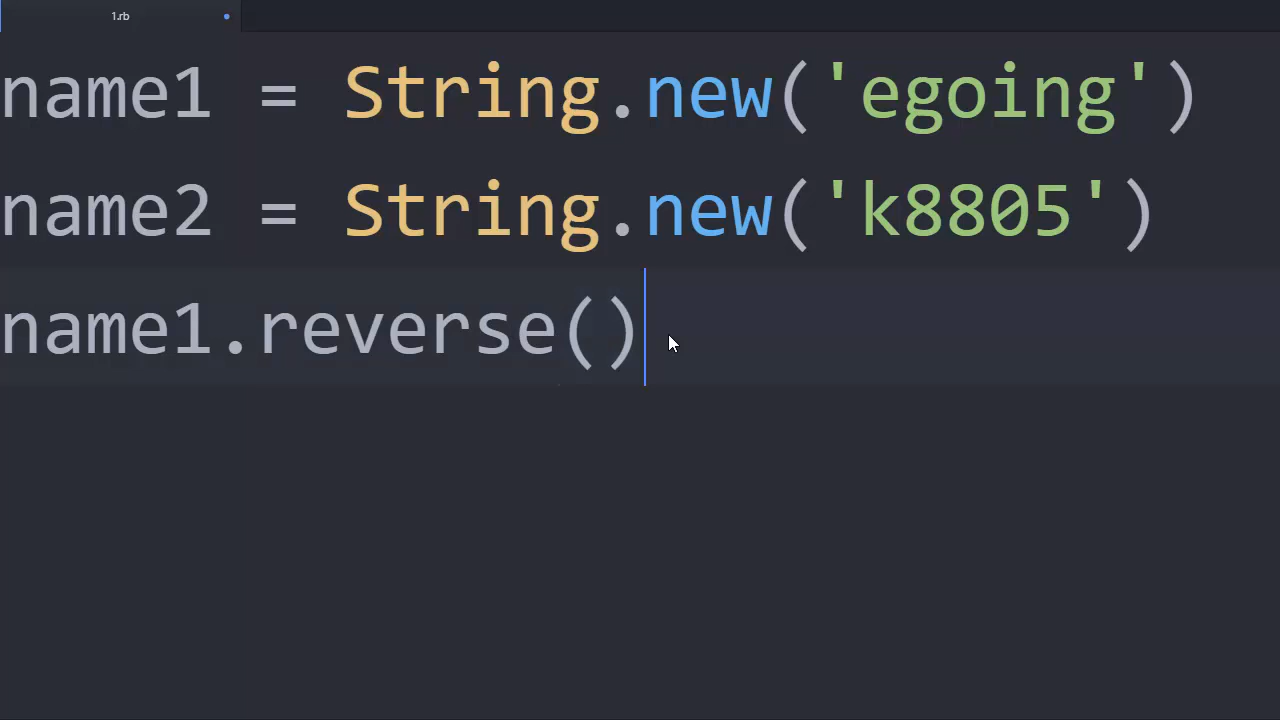 1.rb
name1 = String.new('egoing')
name2 = String.new('k8805')
name1.reverse()